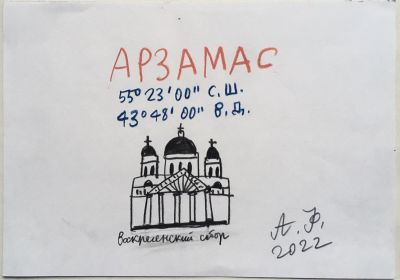 АРЗАМАС
55° 23' 00" С.Ш.
43° 48' 00" В.Д.
воскресенский собор
А. Ф.
2022